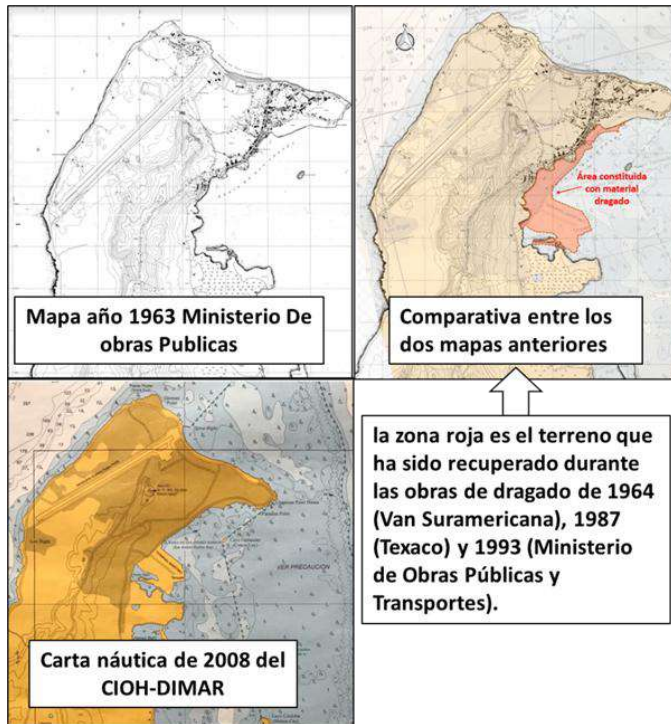 Mapa año 1963 Ministerio De
obras Publicas
Área constituida
con material
dragado
Comparativa entre los
dos mapas anteriores
VER PRECAUCION
Carta náutica de 2008 del
CIOH-DIMAR
la zona roja es el terreno que
ha sido recuperado durante
las obras de dragado de 1964
(Van Suramericana), 1987
(Texaco) y 1993 (Ministerio
de Obras Públicas y
Transportes).